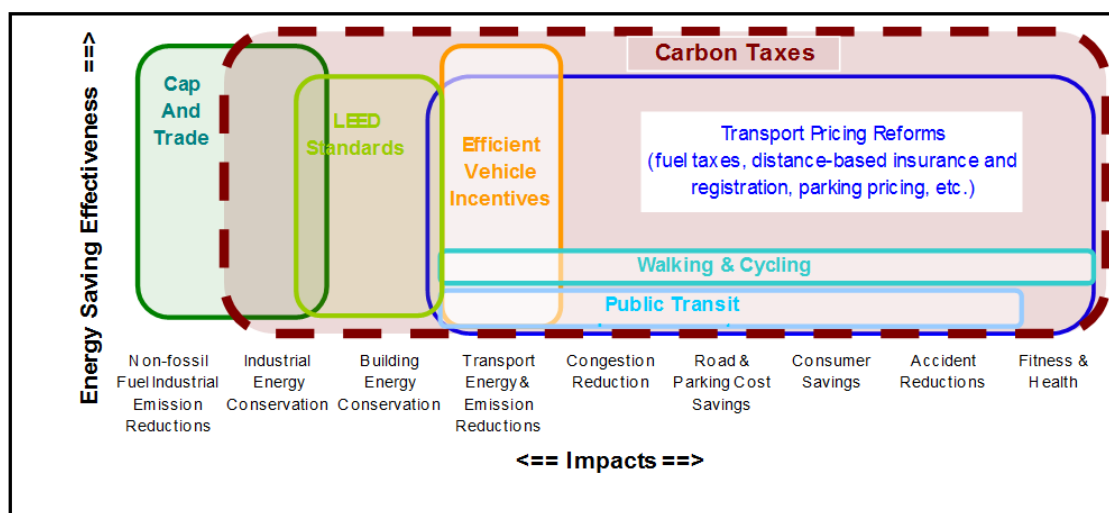 Energy Saving Effectiveness ==>
Carbon Taxes
Cap
And
Trade
LEED
Standards
Efficient
Vehicle
Incentives
Transport Pricing Reforms
(fuel taxes, distance-based insurance and
registration, parking pricing, etc.)
Walking & Cycling
Public Transit
Non-fossil
Fuel Industrial
Emission
Reductions
Industrial
Energy
Conservation
Building
Energy
Conservation
Transport
Energy &
Emission
Reductions
Congestion
Reduction
Road &
Parking Cost
Savings
Consumer
Savings
Accident
Reductions
Fitness &
Health
<== Impacts ==>